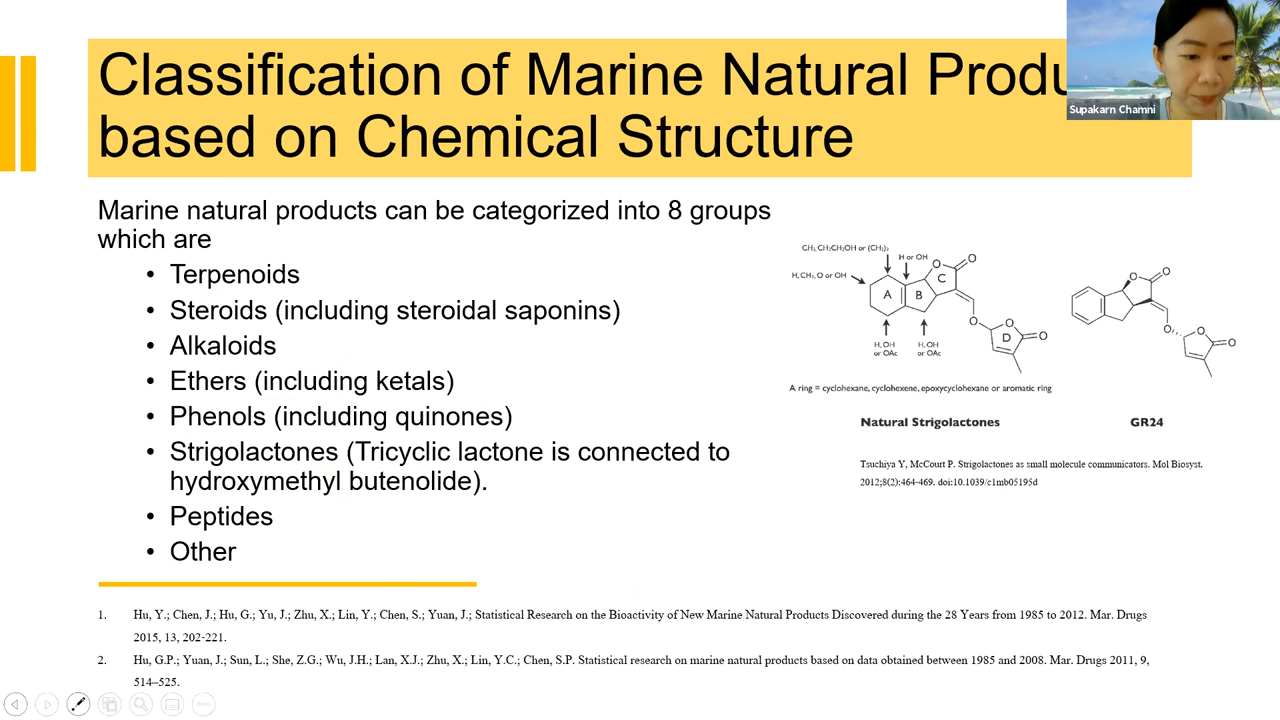 Classification of Marine Natural Produ
based on Chemical Structure
Supakarn Chamni
Marine natural products can be categorized into 8 groups
which are
• Terpenoids
• Steroids (including steroidal saponins)
• Alkaloids
• Ethers (including ketals)
• Phenols (including quinones)
• Strigolactones (Tricyclic lactone is connected to
hydroxymethyl butenolide).
• Peptides
• Other
CH₃, CH₂CH₂OH or (CH₃)₂
H or OH
H, CH₃, O or OH
A
B
C
D
O
O
O
O
O
H, OH
or OAc
H, OH
or OAc
A ring = cyclohexane, cyclohexene, epoxycyclohexane or aromatic ring
Natural Strigolactones
O
O
O
O
O
GR24
Tsuchiya Y, McCourt P. Strigolactones as small molecule communicators. Mol Biosyst.
2012;8(2):464-469. doi:10.1039/c1mb05195d
1. Hu, Y.; Chen, J.; Hu, G.; Yu, J.; Zhu, X.; Lin, Y.; Chen, S.; Yuan, J.; Statistical Research on the Bioactivity of New Marine Natural Products Discovered during the 28 Years from 1985 to 2012. Mar. Drugs
2015, 13, 202-221.
2. Hu, G.P.; Yuan, J.; Sun, L.; She, Z.G.; Wu, J.H.; Lan, X.J.; Zhu, X.; Lin, Y.C.; Chen, S.P. Statistical research on marine natural products based on data obtained between 1985 and 2008. Mar. Drugs 2011, 9,
514–525.